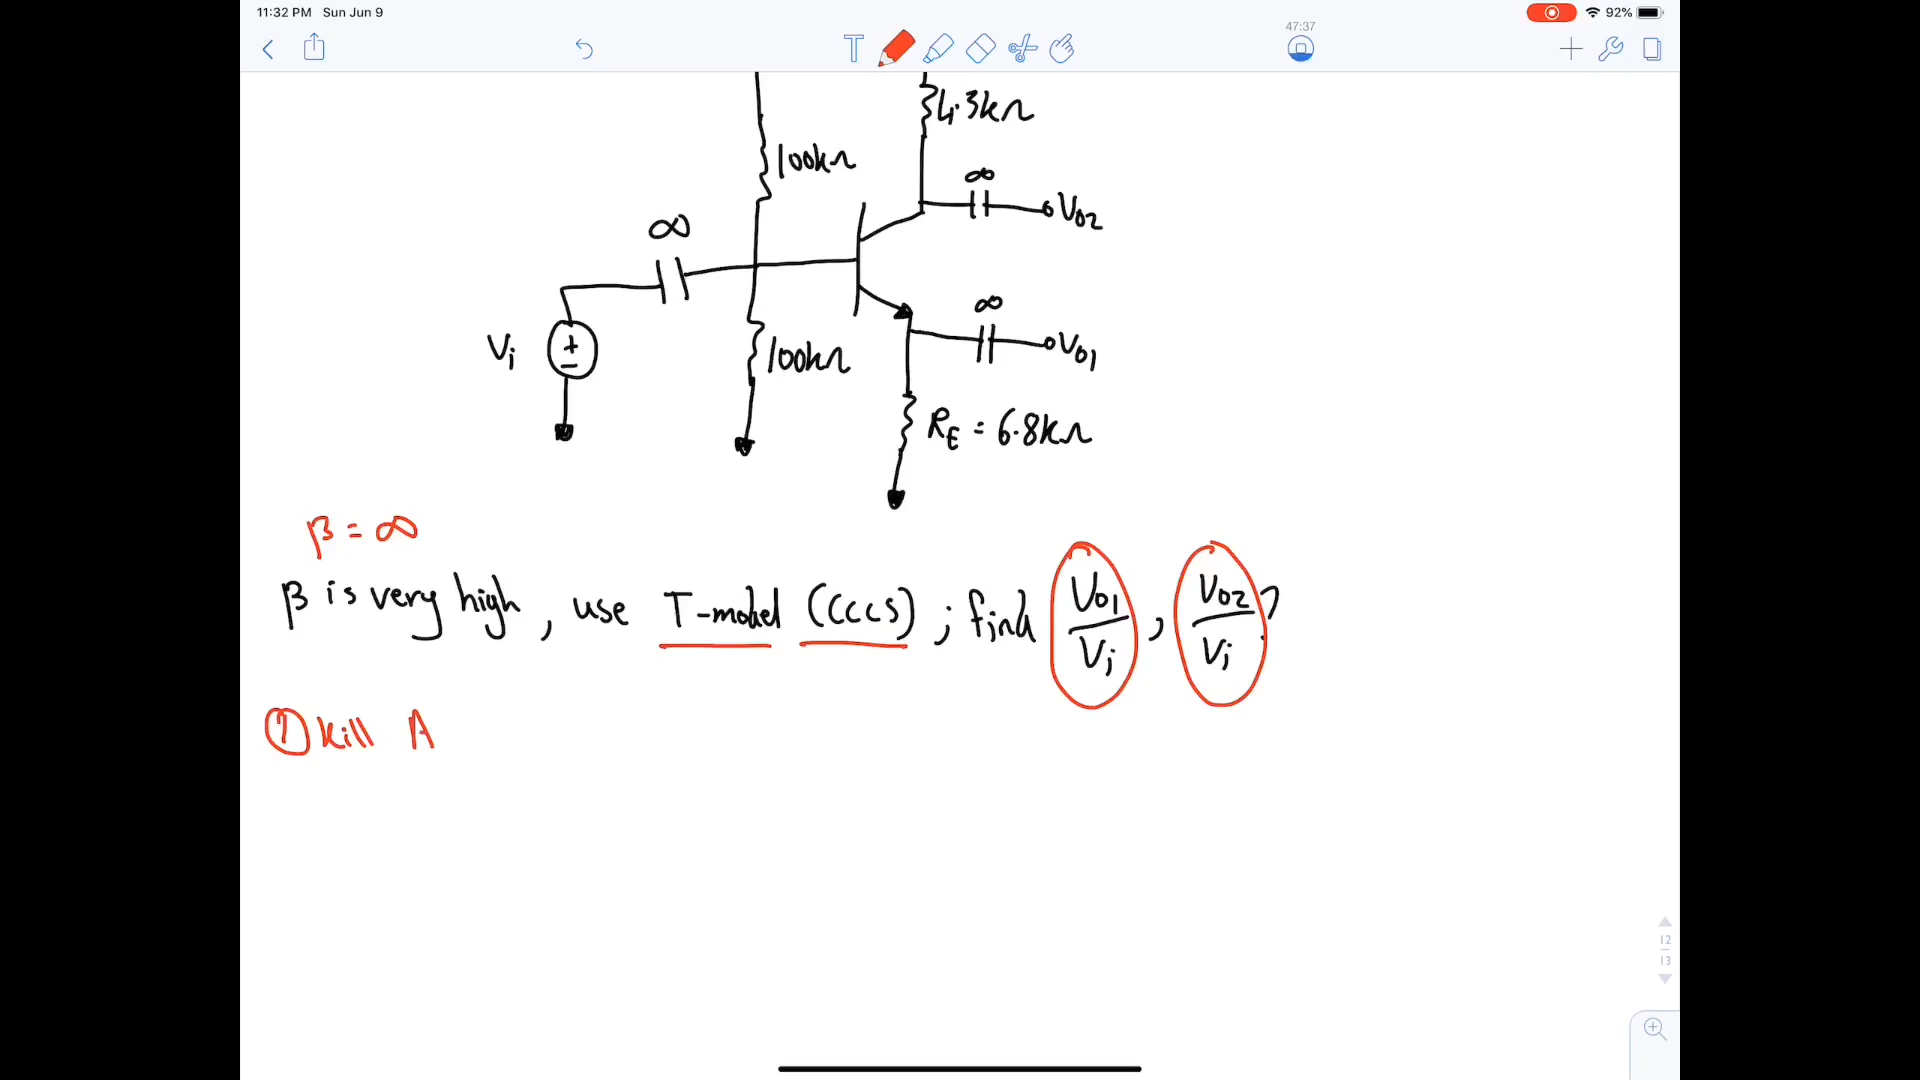 11:32 PM Sun Jun 9
92%
47:37
T
4.3kΩ
100kΩ
∞
Vo2
∞
∞
Vo1
Vi
+
−
100kΩ
RE = 6.8kΩ
β = ∞
β is very high, use T-model (CCCS); find Vo1/Vi, Vo2/Vi?
① kill A
12
13